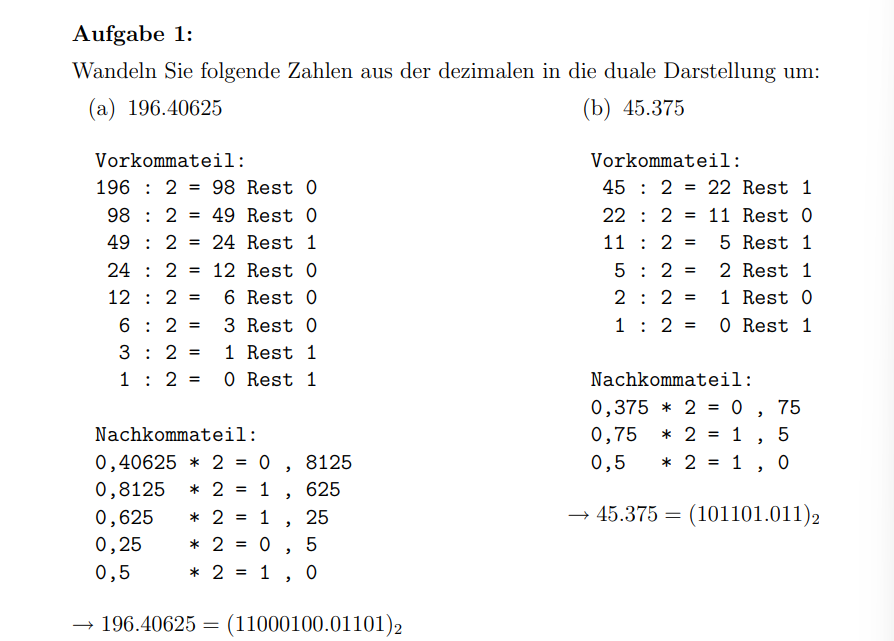 Aufgabe 1:
Wandeln Sie folgende Zahlen aus der dezimalen in die duale Darstellung um:
(a) 196.40625
Vorkommateil:
196 : 2 = 98 Rest 0
98 : 2 = 49 Rest 0
49 : 2 = 24 Rest 1
24 : 2 = 12 Rest 0
12 : 2 = 6 Rest 0
6 : 2 = 3 Rest 0
3 : 2 = 1 Rest 1
1 : 2 = 0 Rest 1
Nachkommateil:
0,40625 * 2 = 0 , 8125
0,8125 * 2 = 1 , 625
0,625 * 2 = 1 , 25
0,25 * 2 = 0 , 5
0,5 * 2 = 1 , 0
→ 196.40625 = (11000100.01101)₂
(b) 45.375
Vorkommateil:
45 : 2 = 22 Rest 1
22 : 2 = 11 Rest 0
11 : 2 = 5 Rest 1
5 : 2 = 2 Rest 1
2 : 2 = 1 Rest 0
1 : 2 = 0 Rest 1
Nachkommateil:
0,375 * 2 = 0 , 75
0,75 * 2 = 1 , 5
0,5 * 2 = 1 , 0
→ 45.375 = (101101.011)₂